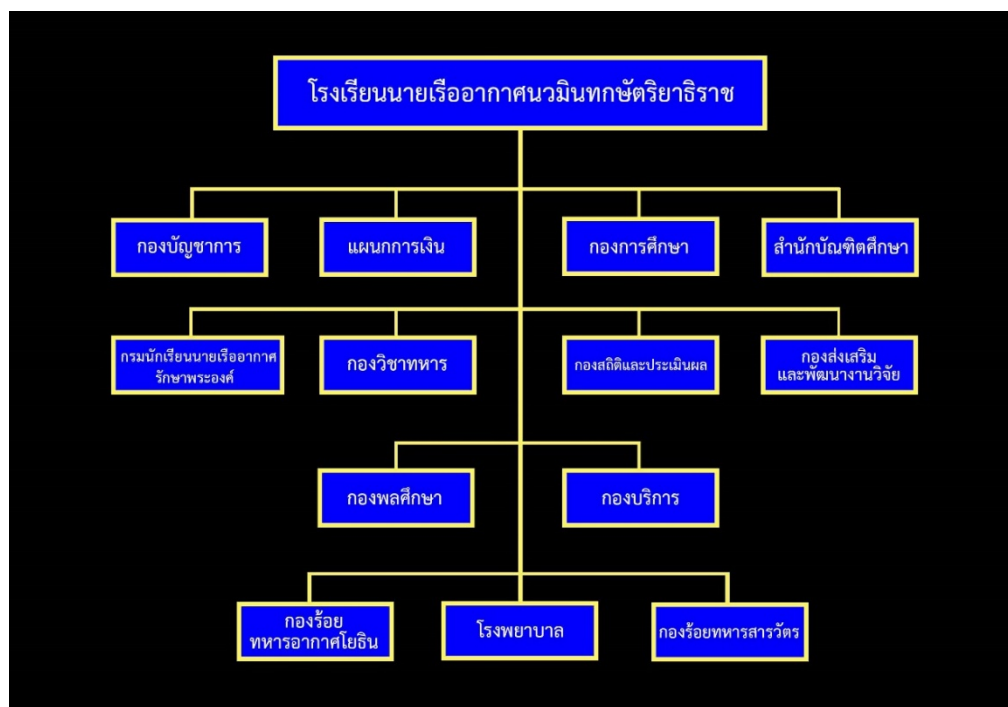 โรงเรียนนายเรืออากาศนวมินทกษัตริยาธิราช
กองบัญชาการ
แผนกการเงิน
กองการศึกษา
สำนักบัณฑิตศึกษา
กรมนักเรียนนายเรืออากาศ
รักษาพระองค์
กองวิชาทหาร
กองสถิติและประเมินผล
กองส่งเสริม
และพัฒนางานวิจัย
กองพลศึกษา
กองบริการ
กองร้อย
ทหารอากาศโยธิน
โรงพยาบาล
กองร้อยทหารสารวัตร